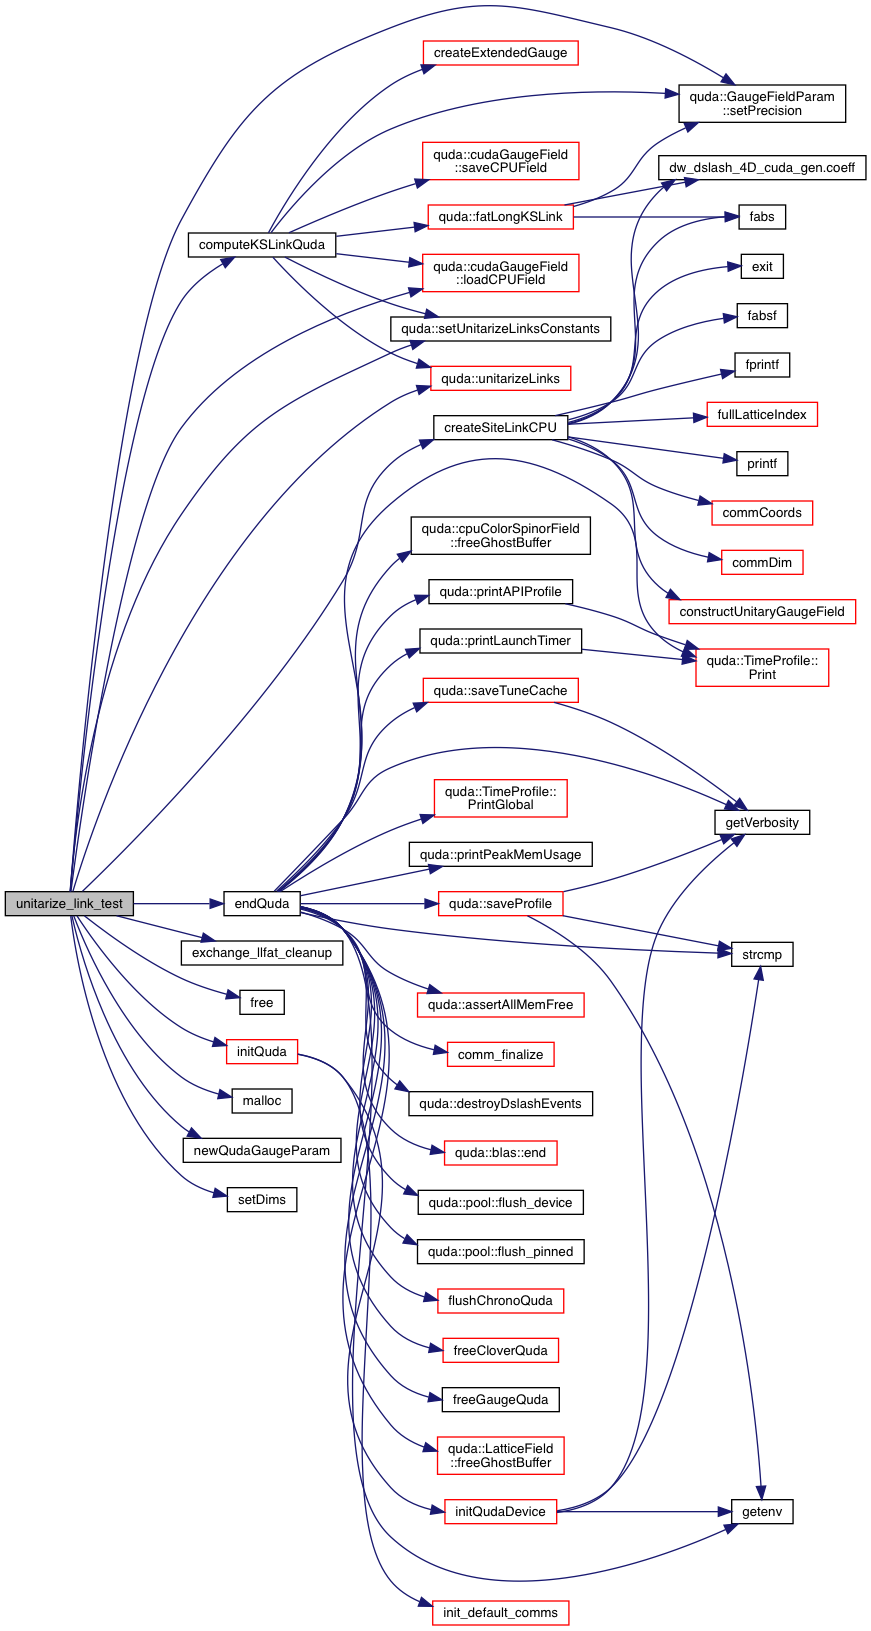 unitarize_link_test
computeKSLinkQuda
endQuda
exchange_llfat_cleanup
free
initQuda
malloc
newQudaGaugeParam
setDims
createExtendedGauge
quda::cudaGaugeField
::saveCPUField
quda::fatLongKSLink
quda::cudaGaugeField
::loadCPUField
quda::setUnitarizeLinksConstants
quda::unitarizeLinks
createSiteLinkCPU
quda::cpuColorSpinorField
::freeGhostBuffer
quda::printAPIProfile
quda::printLaunchTimer
quda::saveTuneCache
quda::TimeProfile::
PrintGlobal
quda::printPeakMemUsage
quda::saveProfile
quda::assertAllMemFree
comm_finalize
quda::destroyDslashEvents
quda::blas::end
quda::pool::flush_device
quda::pool::flush_pinned
flushChronoQuda
freeCloverQuda
freeGaugeQuda
quda::LatticeField
::freeGhostBuffer
initQudaDevice
init_default_comms
quda::GaugeFieldParam
::setPrecision
dw_dslash_4D_cuda_gen.coeff
fabs
exit
fabsf
fprintf
fullLatticeIndex
printf
commCoords
commDim
constructUnitaryGaugeField
quda::TimeProfile::
Print
getVerbosity
strcmp
getenv